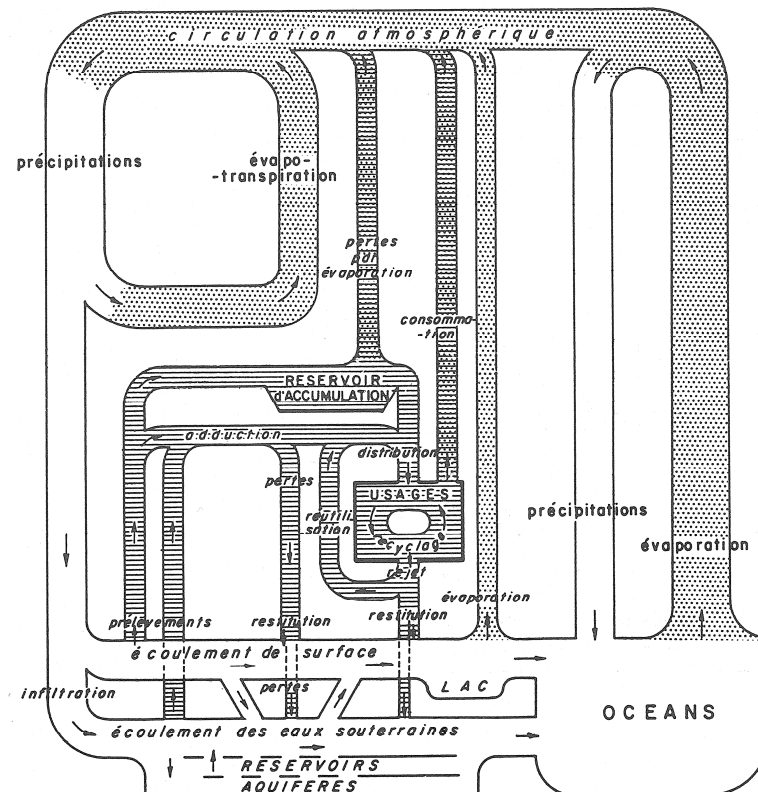 circulation atmosphérique
précipitations
évapo-
-transpiration
pertes
par
évaporation
consomma-
-tion
RESERVOIR
d'ACCUMULATION
adduction
distribution
pertes
USAGES
réutili-
sation
recyclage
rejet
précipitations
évaporation
évaporation
prélèvements
restitution
restitution
écoulement de surface
infiltration
pertes
LAC
OCEANS
écoulement des eaux souterraines
RESERVOIRS
AQUIFERES